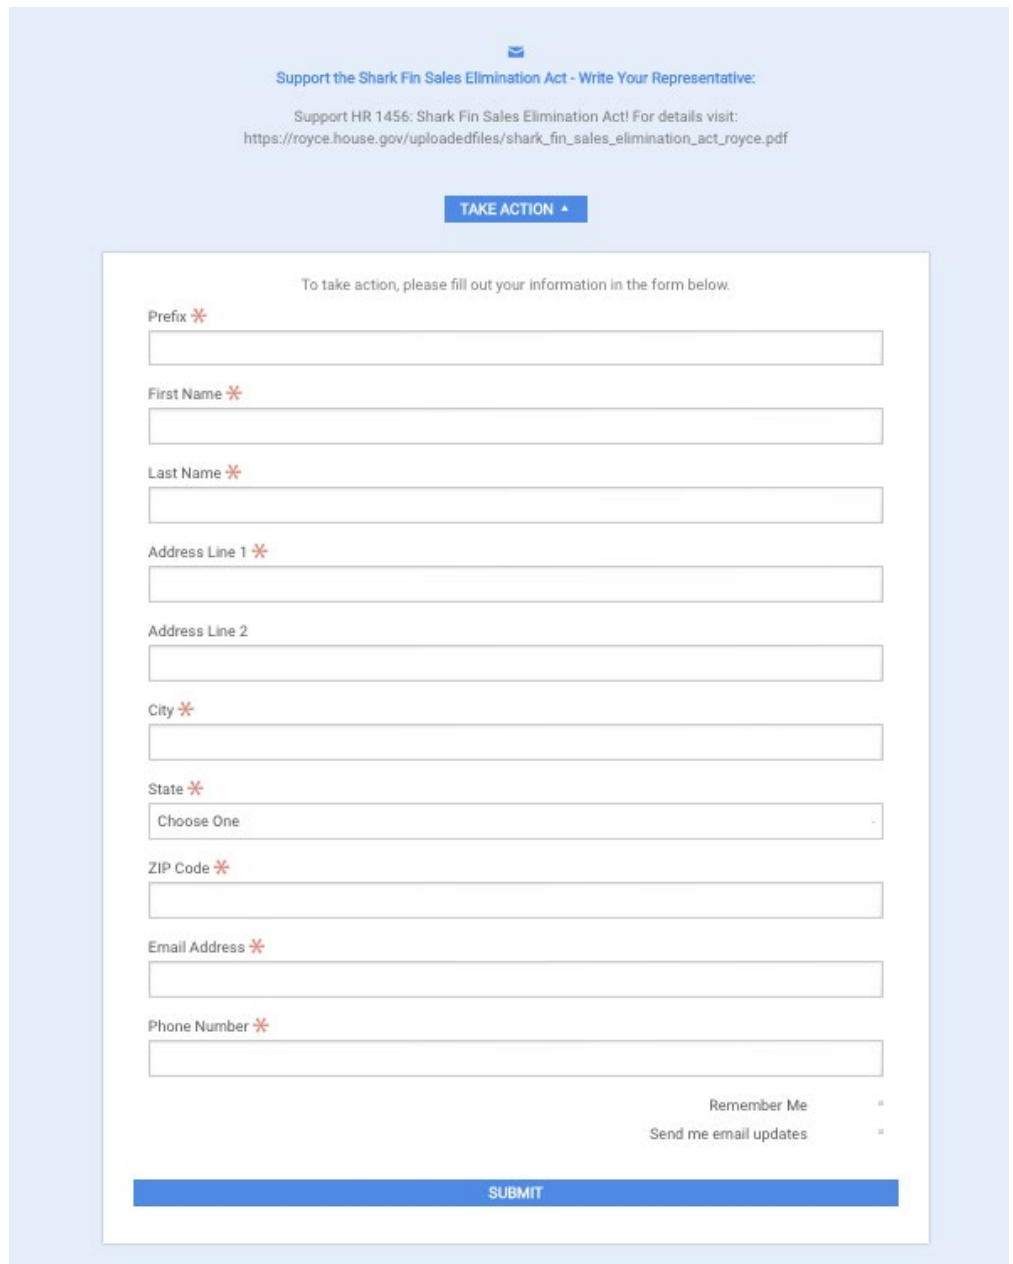 Support the Shark Fin Sales Elimination Act - Write Your Representative:
Support HR 1456: Shark Fin Sales Elimination Act! For details visit:
https://royce.house.gov/uploadedfiles/shark_fin_sales_elimination_act_royce.pdf
TAKE ACTION
To take action, please fill out your information in the form below.
Prefix *
First Name *
Last Name *
Address Line 1 *
Address Line 2
City *
State *
Choose One
ZIP Code *
Email Address *
Phone Number *
Remember Me
Send me email updates
SUBMIT